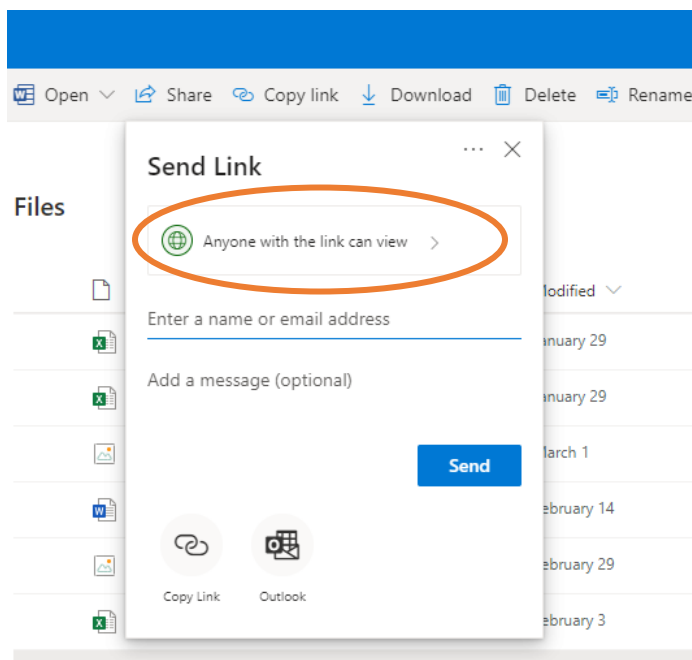 Open Share Copy link Download Delete Rename
Send Link
Files
Anyone with the link can view
odified
Enter a name or email address
anuary 29
Add a message (optional)
anuary 29
arch 1
Send
ebruary 14
ebruary 29
Copy Link Outlook
ebruary 3